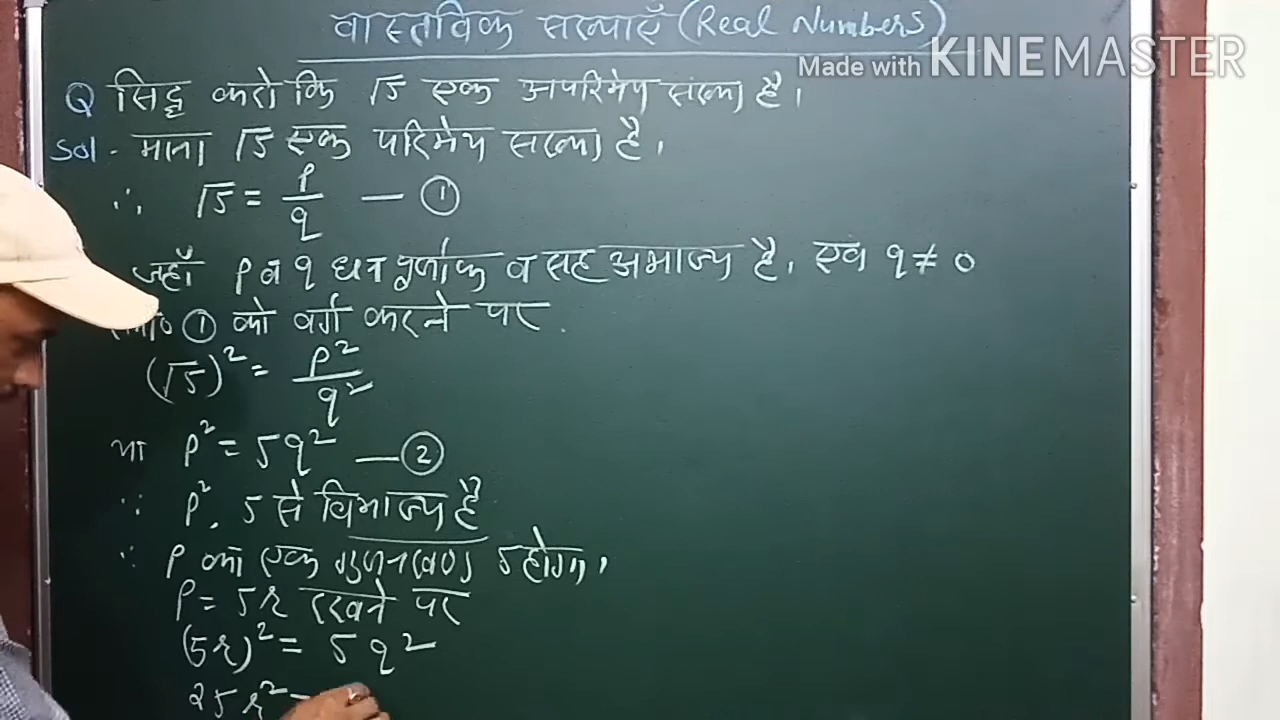 वास्तविक संख्याएँ (Real Numbers)
Made with KINEMASTER
Q सिद्ध करो कि √5 एक अपरिमेय संख्या है।
Sol - माना √5 एक परिमेय संख्या है।
∴ √5 = p/q — ①
जहाँ p व q धन पूर्णांक व सह अभाज्य है, एवं q ≠ 0
① को वर्ग करने पर
(√5)² = p²/q²
या p² = 5q² — ②
∵ p², 5 से विभाज्य है
∴ p का एक गुणनखण्ड 5 होगा।
p = 5r रखने पर
(5r)² = 5q²
25r² =